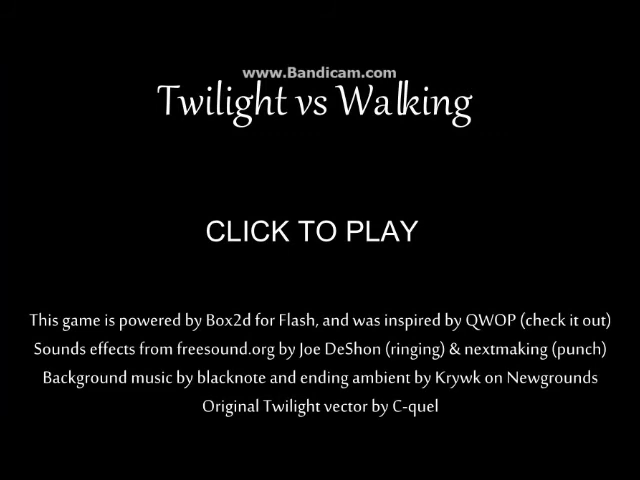 www.Bandicam.com
Twilight vs Walking
CLICK TO PLAY
This game is powered by Box2d for Flash, and was inspired by QWOP (check it out)
Sounds effects from freesound.org by Joe DeShon (ringing) & nextmaking (punch)
Background music by blacknote and ending ambient by Krywk on Newgrounds
Original Twilight vector by C-quel